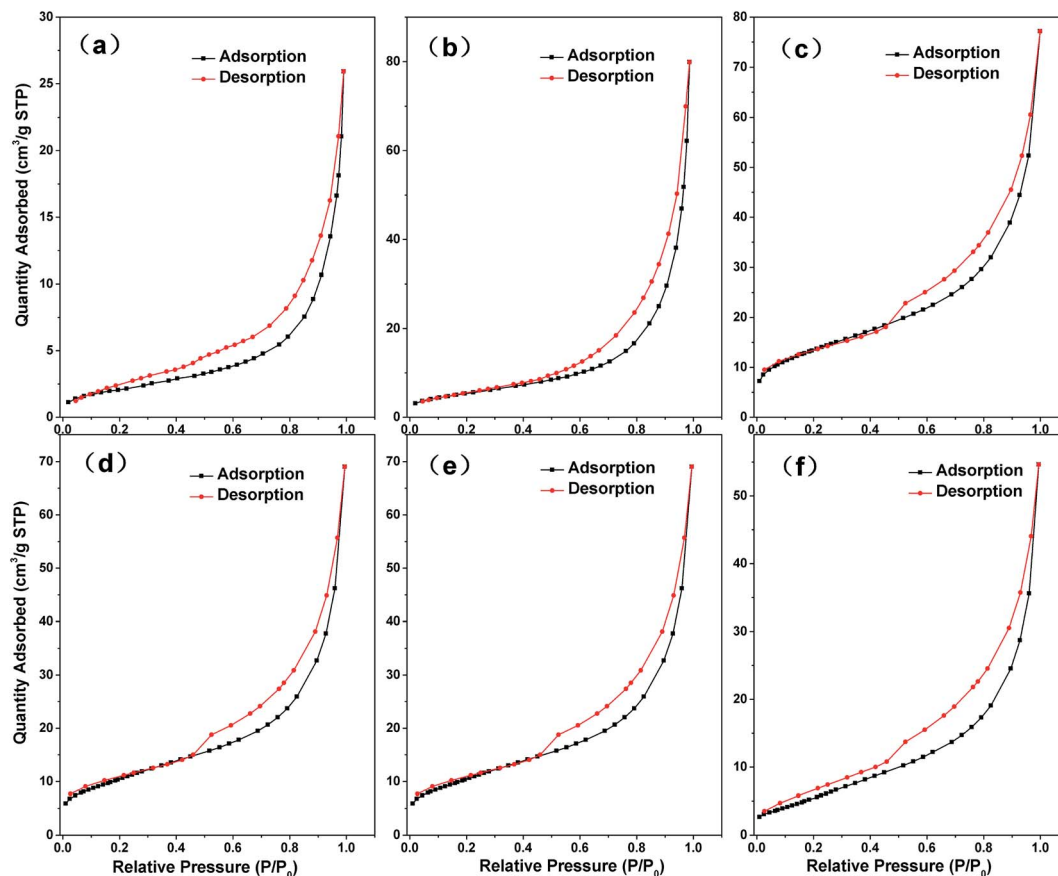 (a)
Adsorption
Desorption
30
25
20
15
10
5
0
0.0 0.2 0.4 0.6 0.8 1.0
Quantity Adsorbed (cm³/g STP)
(b)
Adsorption
Desorption
80
60
40
20
0
0.0 0.2 0.4 0.6 0.8 1.0
(c)
Adsorption
Desorption
80
70
60
50
40
30
20
10
0
0.0 0.2 0.4 0.6 0.8 1.0
(d)
Adsorption
Desorption
70
60
50
40
30
20
10
0
0.0 0.2 0.4 0.6 0.8 1.0
Quantity Adsorbed (cm³/g STP)
Relative Pressure (P/P₀)
(e)
Adsorption
Desorption
70
60
50
40
30
20
10
0
0.0 0.2 0.4 0.6 0.8 1.0
Relative Pressure (P/P₀)
(f)
Adsorption
Desorption
50
40
30
20
10
0
0.0 0.2 0.4 0.6 0.8 1.0
Relative Pressure (P/P₀)